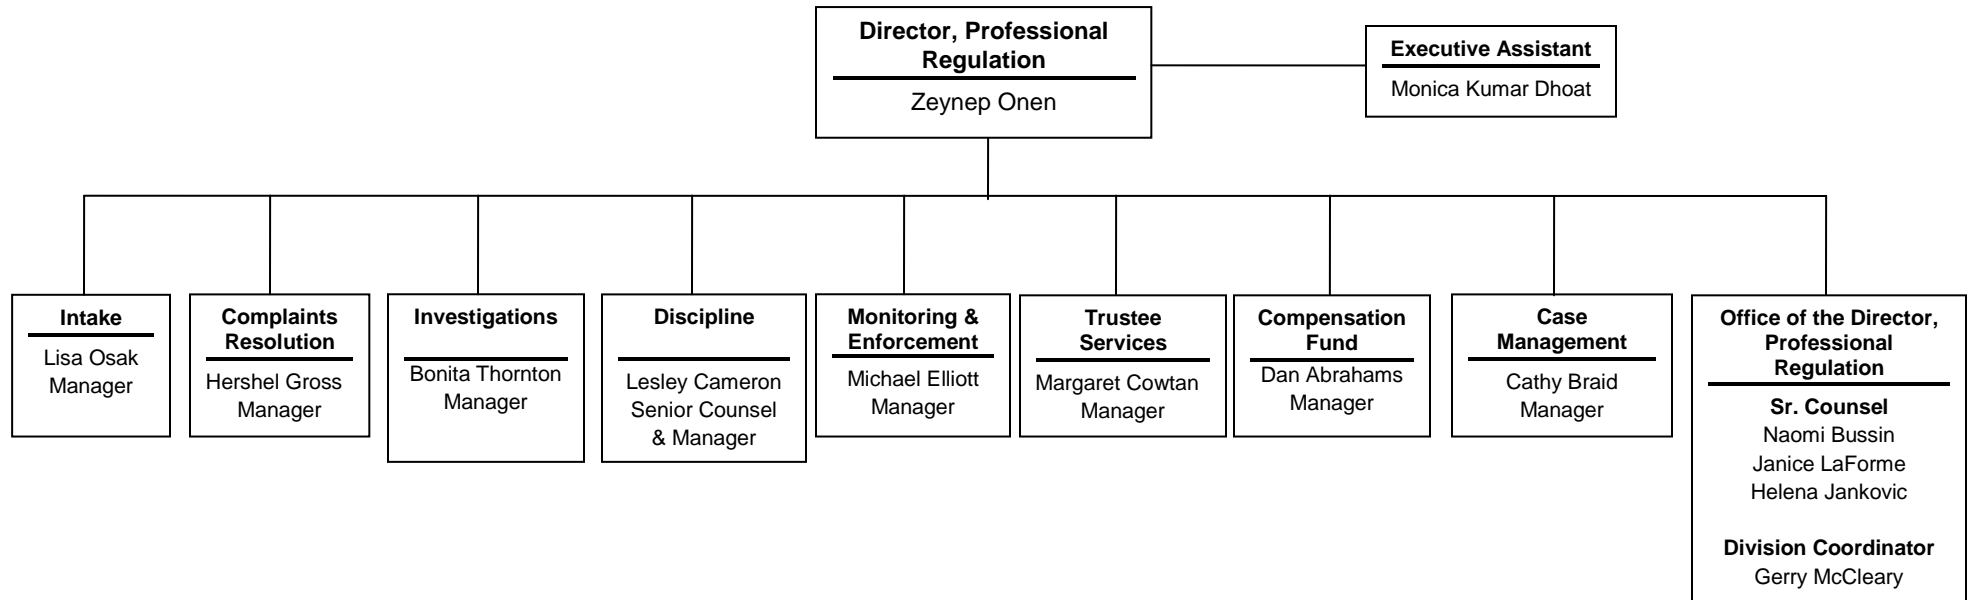 Director, Professional
Regulation
Zeynep Onen
Executive Assistant
Monica Kumar Dhoat
Intake
Lisa Osak
Manager
Complaints
Resolution
Hershel Gross
Manager
Investigations
Bonita Thornton
Manager
Discipline
Lesley Cameron
Senior Counsel
& Manager
Monitoring &
Enforcement
Michael Elliott
Manager
Trustee
Services
Margaret Cowtan
Manager
Compensation
Fund
Dan Abrahams
Manager
Case
Management
Cathy Braid
Manager
Office of the Director,
Professional
Regulation
Sr. Counsel
Naomi Bussin
Janice LaForme
Helena Jankovic
Division Coordinator
Gerry McCleary